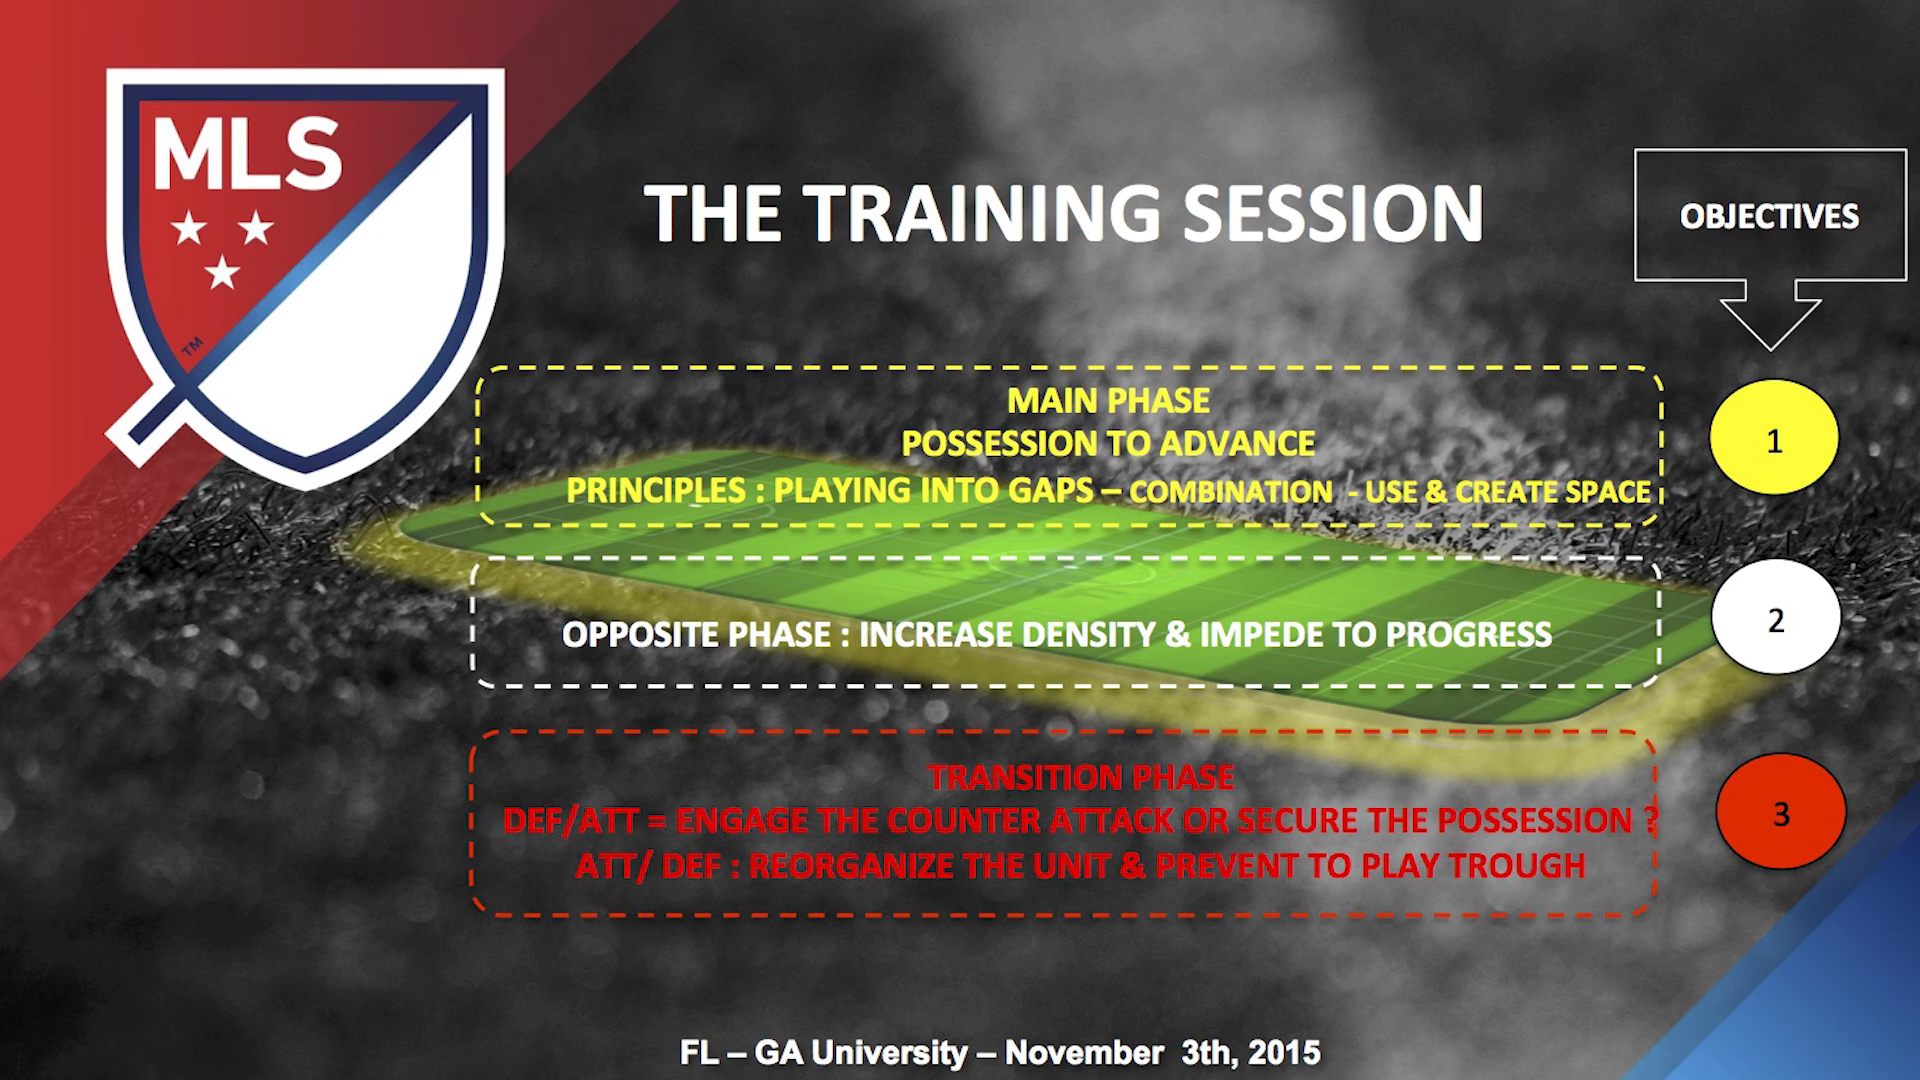 MLS
TM
THE TRAINING SESSION
OBJECTIVES
MAIN PHASE
POSSESSION TO ADVANCE
PRINCIPLES : PLAYING INTO GAPS – COMBINATION - USE & CREATE SPACE
1
OPPOSITE PHASE : INCREASE DENSITY & IMPEDE TO PROGRESS
2
TRANSITION PHASE
DEF/ATT = ENGAGE THE COUNTER ATTACK OR SECURE THE POSSESSION ?
ATT/ DEF : REORGANIZE THE UNIT & PREVENT TO PLAY TROUGH
3
FL – GA University – November 3th, 2015